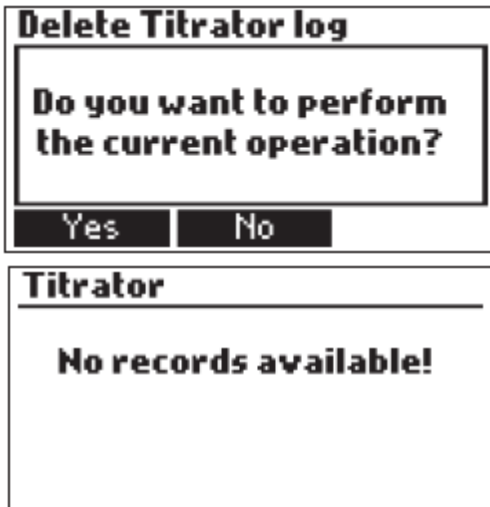 Delete Titrator log
Do you want to perform
the current operation?
Yes No
Titrator
No records available!